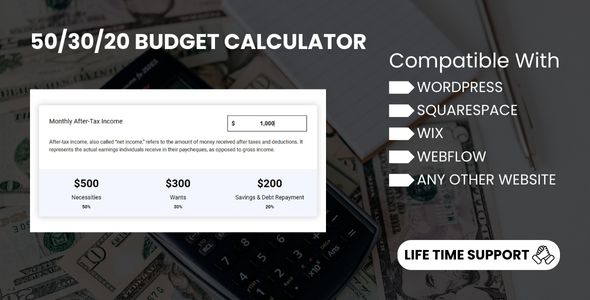 50/30/20 BUDGET CALCULATOR
Monthly After-Tax Income
$ 1,000
After-tax income, also called "net income," refers to the amount of money received after taxes and deductions. It
represents the actual earnings individuals receive in their paycheques, as opposed to gross income.
$500 $300 $200
Necessities Wants Savings & Debt Repayment
50% 30% 20%
Compatible With
WORDPRESS
SQUARESPACE
WIX
WEBFLOW
ANY OTHER WEBSITE
LIFE TIME SUPPORT